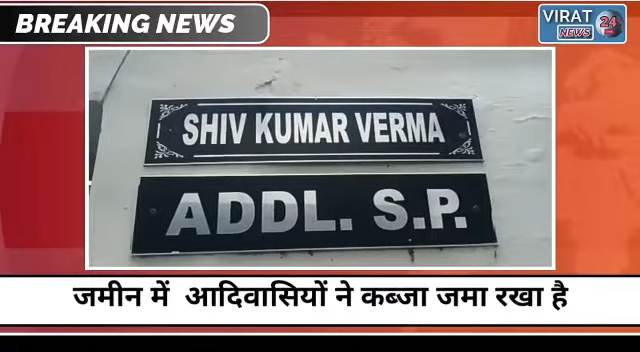 BREAKING NEWS
VIRAT
24
NEWS
SHIV KUMAR VERMA
ADDL. S.P.
जमीन में आदिवासियों ने कब्जा जमा रखा है